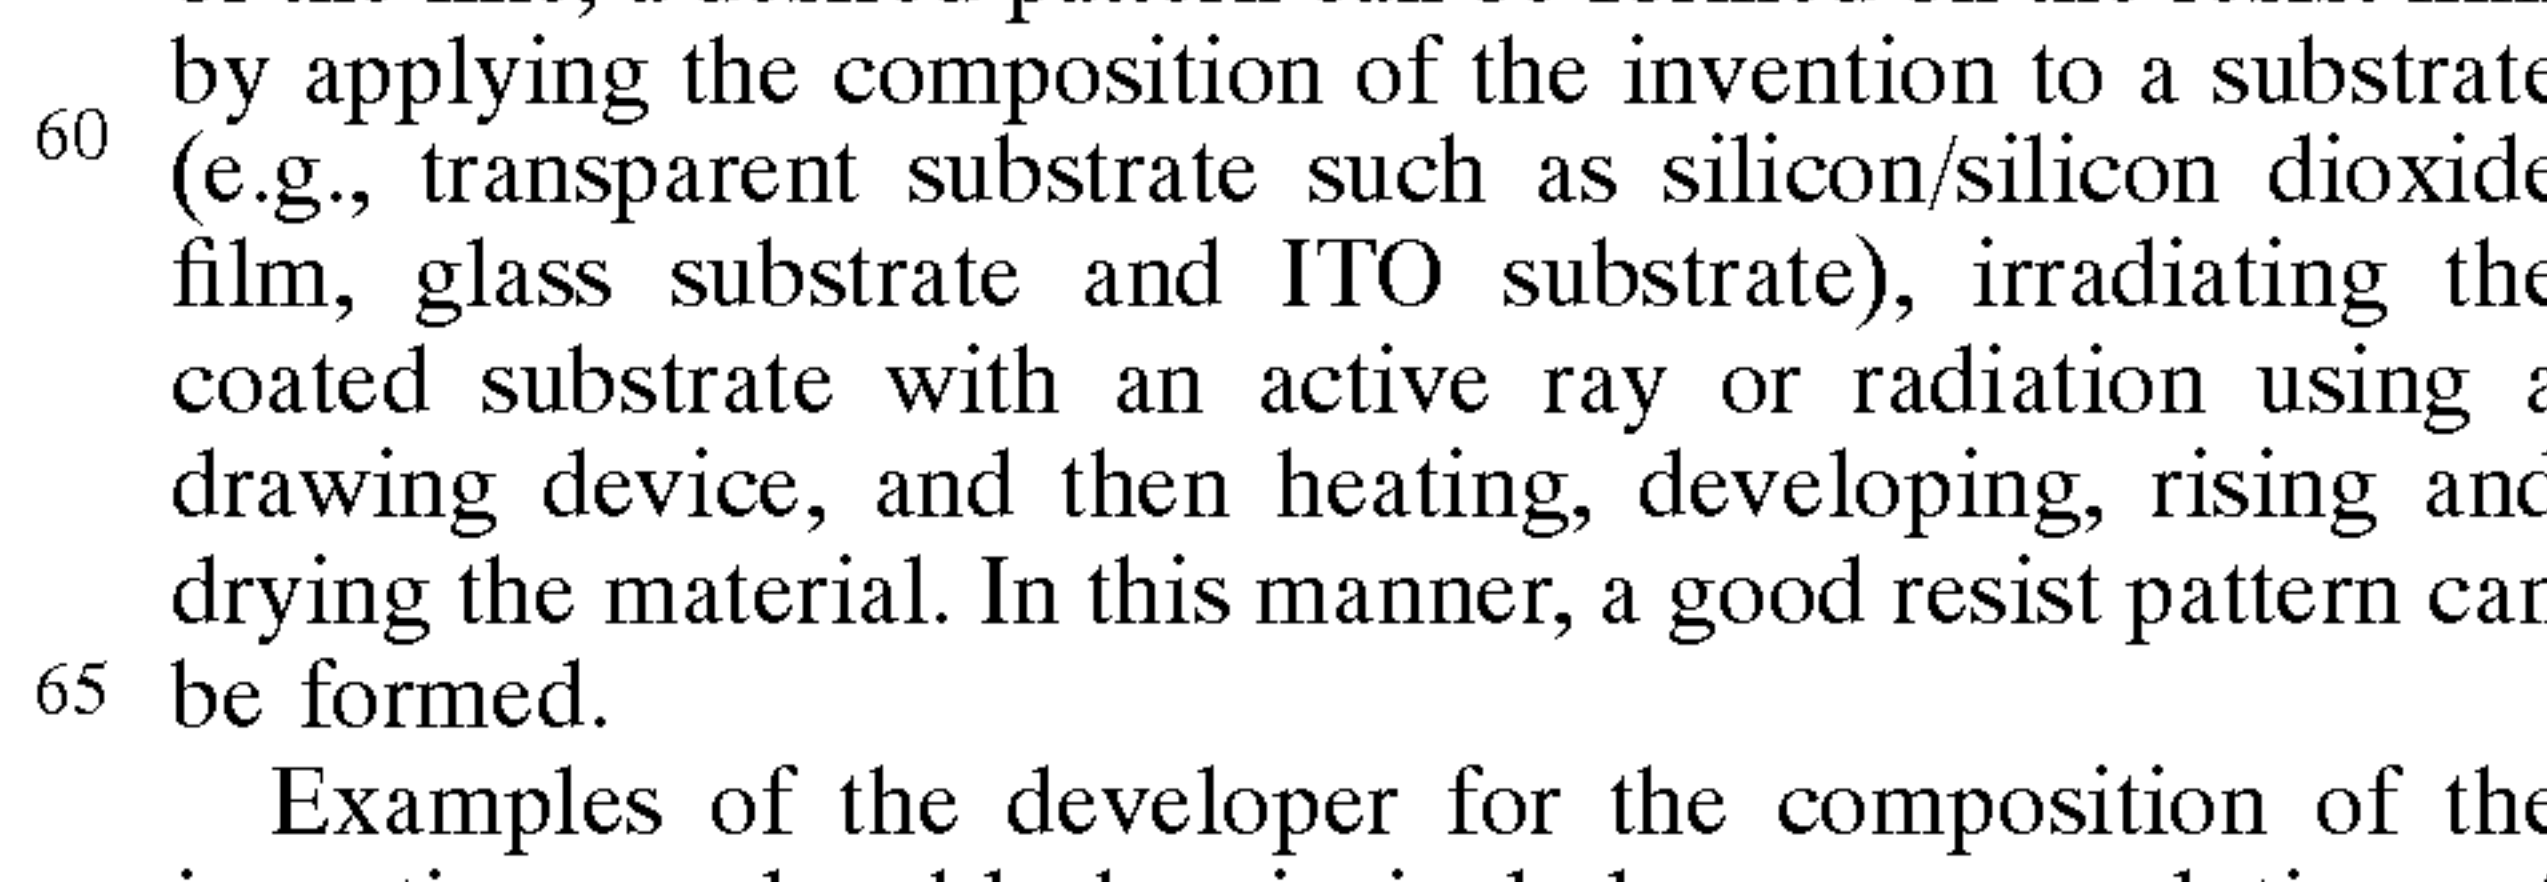 by applying the composition of the invention to a substrate
60 (e.g., transparent substrate such as silicon/silicon dioxide
film, glass substrate and ITO substrate), irradiating the
coated substrate with an active ray or radiation using a
drawing device, and then heating, developing, rising and
drying the material. In this manner, a good resist pattern can
65 be formed.
Examples of the developer for the composition of the